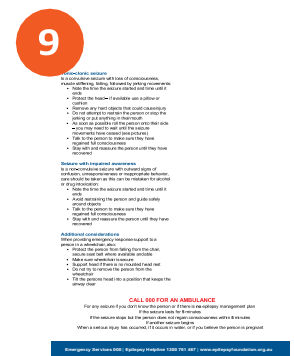 9
Tonic-clonic seizure
Is a convulsive seizure with loss of consciousness,
muscle stiffening, falling, followed by jerking movements
• Note the time the seizure started and time until it
ends
• Protect the head – if available use a pillow or
cushion
• Remove any hard objects that could cause injury
• Do not attempt to restrain the person or stop the
jerking or put anything in their mouth
• As soon as possible roll the person onto their side
– you may need to wait until the seizure
movements have ceased (see pictures)
• Talk to the person to make sure they have
regained full consciousness
• Stay with and reassure the person until they have
recovered
Seizure with impaired awareness
Is a non-convulsive seizure with outward signs of
confusion, unresponsiveness or inappropriate behavior,
care should be taken as this can be mistaken for alcohol
or drug intoxication.
• Note the time the seizure started and time until it
ends
• Avoid restraining the person and guide safely
around objects
• Talk to the person to make sure they have
regained full consciousness
• Stay with and reassure the person until they have
recovered
Additional considerations
When providing emergency response support to a
person in a wheelchair, also:
• Protect the person from falling from the chair,
secure seat belt where available and able
• Make sure wheelchair is secure
• Support head if there is no moulded head rest
• Do not try to remove the person from the
wheelchair
• Tilt the persons head into a position that keeps the
airway clear
CALL 000 FOR AN AMBULANCE
For any seizure if you don't know the person or if there is no epilepsy management plan
If the seizure lasts for 5 minutes
If the seizure stops but the person does not regain consciousness within 5 minutes
If another seizure begins
When a serious injury has occurred, if it occurs in water, or if you believe the person is pregnant
Emergency Services 000 | Epilepsy Helpline 1300 761 487 | www.epilepsyfoundation.org.au